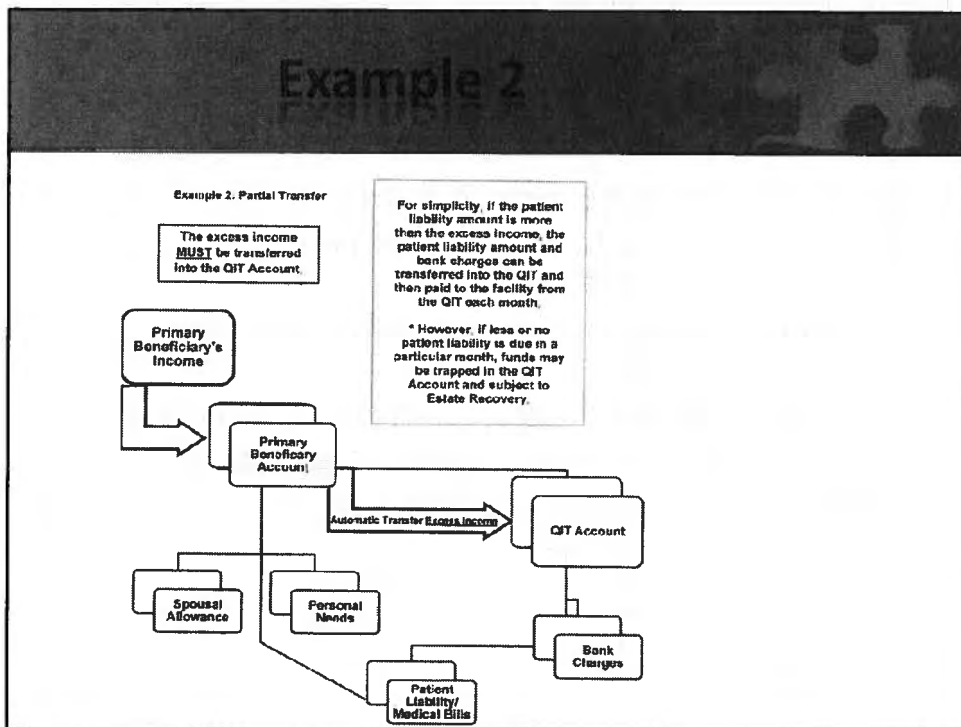 Example 2
Example 2: Partial Transfer
The excess income
MUST be transferred
into the QIT Account.
For simplicity, if the patient
liability amount is more
then the excess income, the
patient liability amount and
bank charges can be
transferred into the QIT and
then paid to the facility from
the QIT each month.
* However, if less or no
patient liability is due in a
particular month, funds may
be trapped in the QIT
Account and subject to
Estate Recovery.
Primary
Beneficiary's
Income
Primary
Beneficary
Account
Automatic Transfer Excess Income
QIT Account
Spousal
Allowance
Personal
Needs
Bank
Charges
Patient
Liability/
Medical Bills